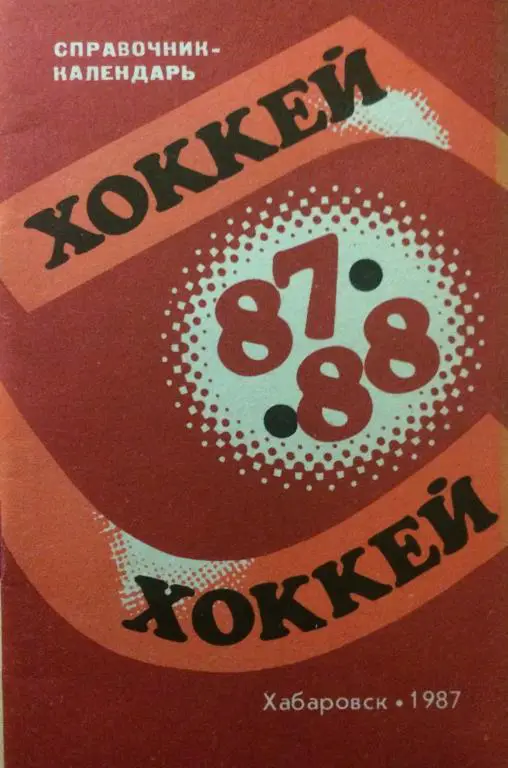 СПРАВОЧНИК-
КАЛЕНДАРЬ
ХОККЕЙ
87
88
ХОККЕЙ
Хабаровск • 1987